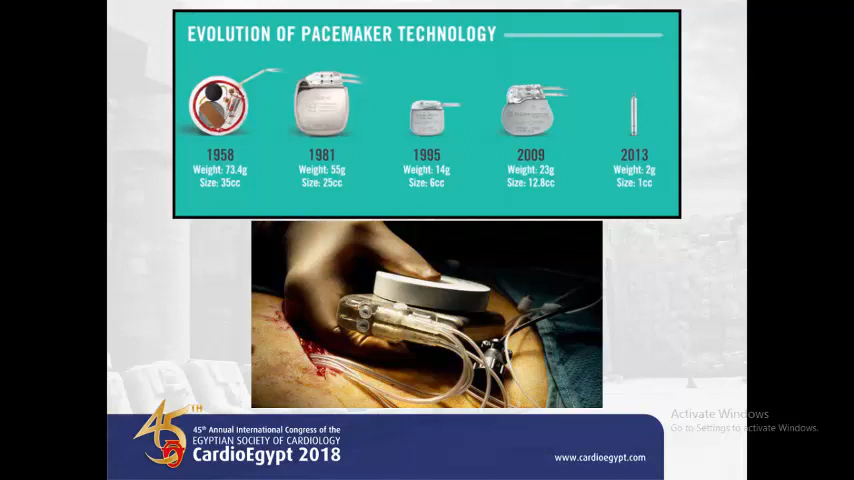 EVOLUTION OF PACEMAKER TECHNOLOGY
1958
Weight: 73.4g
Size: 35cc
1981
Weight: 55g
Size: 25cc
1995
Weight: 14g
Size: 6cc
2009
Weight: 23g
Size: 12.8cc
2013
Weight: 2g
Size: 1cc
45TH
45th Annual International Congress of the
EGYPTIAN SOCIETY OF CARDIOLOGY
CardioEgypt 2018
www.cardioegypt.com
Activate Windows
Go to Settings to activate Windows.